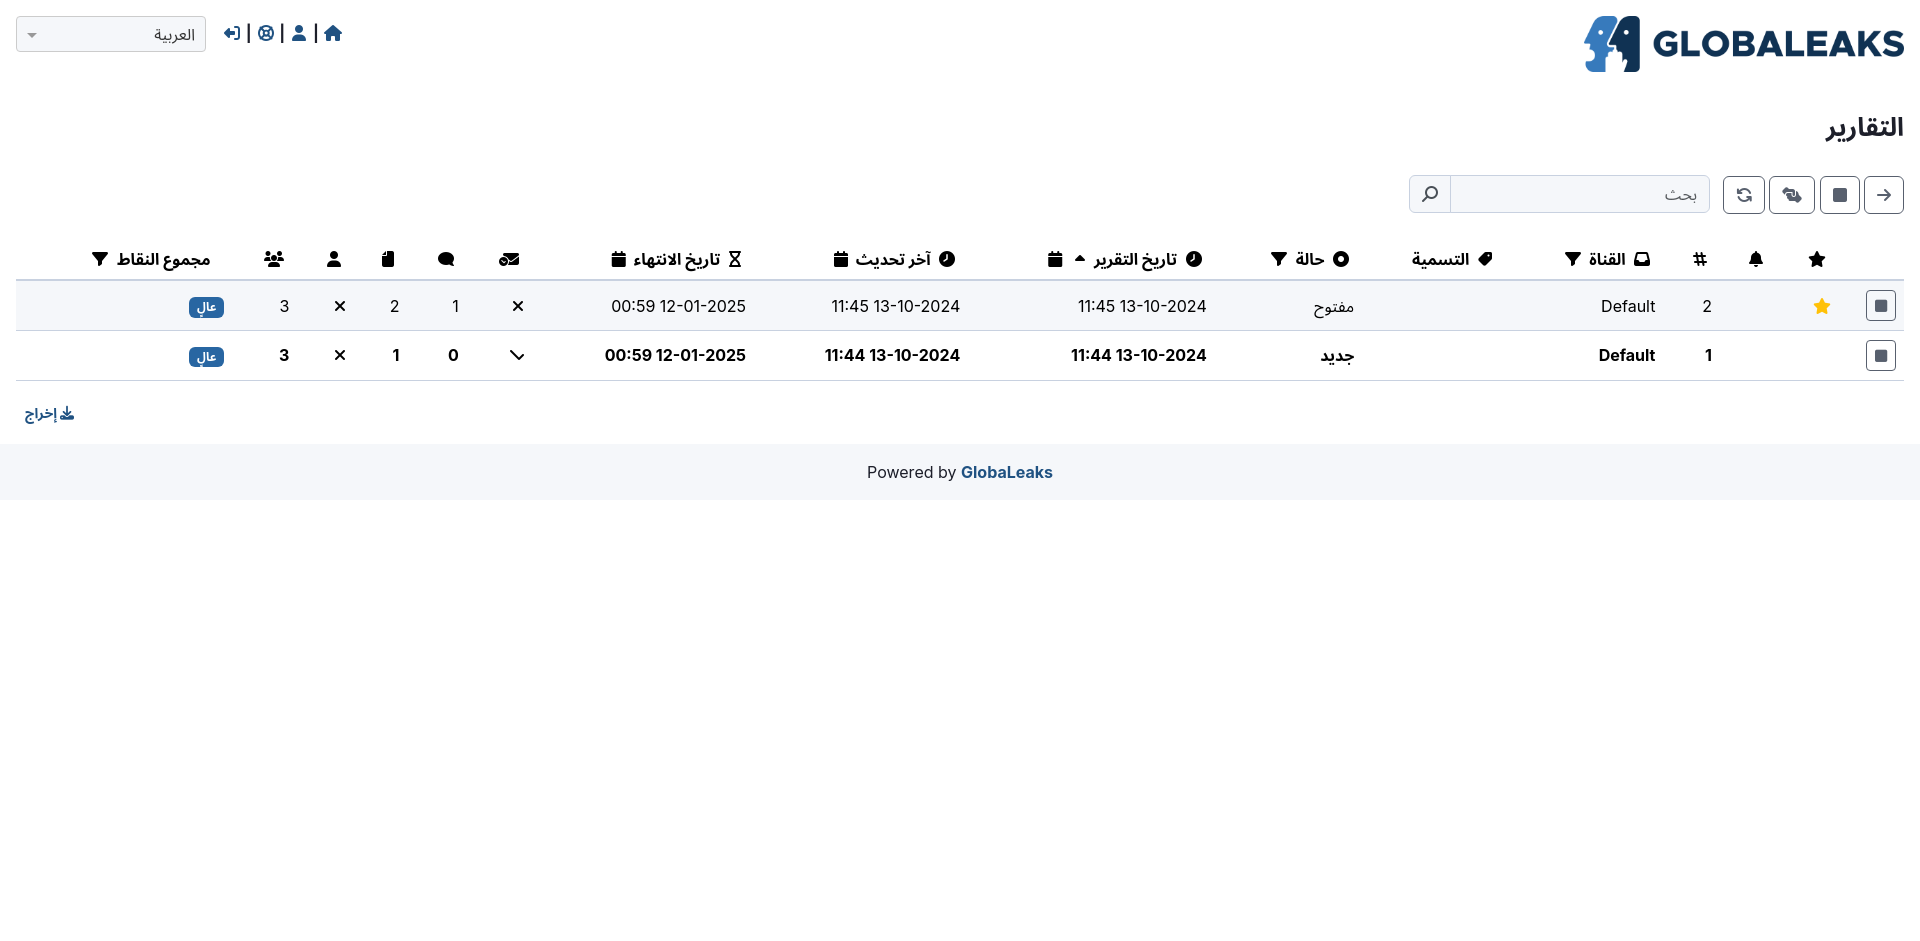 GLOBALEAKS
العربية
التقارير
بحث
القناة التسمية حالة تاريخ التقرير آخر تحديث تاريخ الانتهاء مجموع النقاط
2 Default مفتوح 13-10-2024 11:45 13-10-2024 11:45 12-01-2025 00:59 1 2 3 عالٍ
1 Default جديد 13-10-2024 11:44 13-10-2024 11:44 12-01-2025 00:59 0 1 3 عالٍ
إخراج
Powered by GlobaLeaks